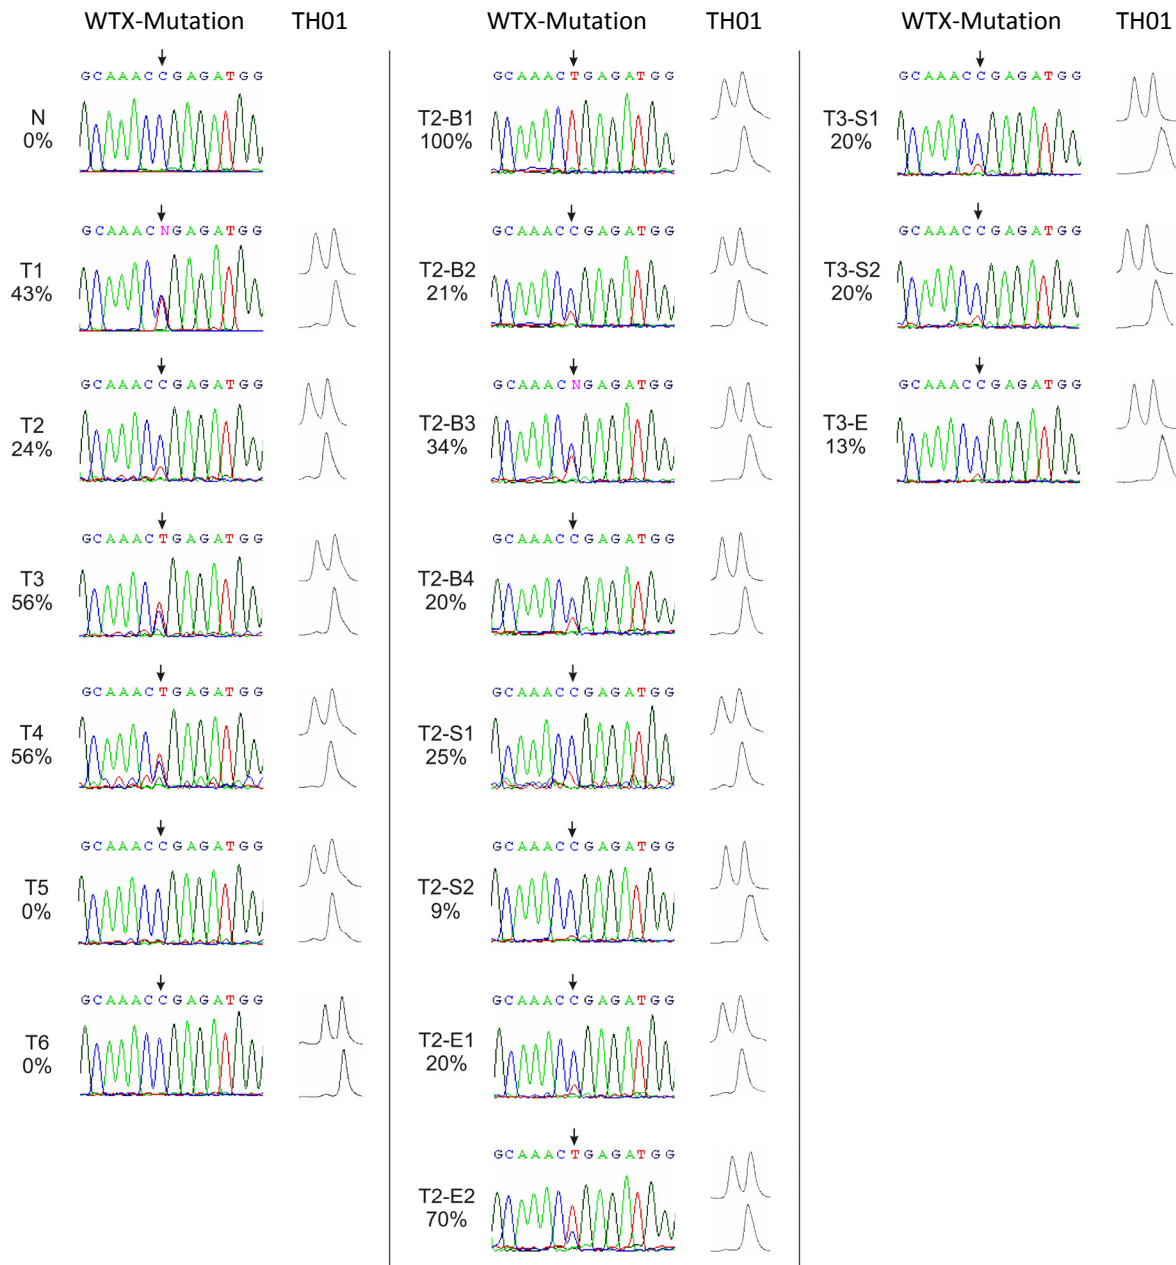 WTX-Mutation TH01
GCAAACCGAGATGG
N
0%
GCAAACNGAGATGG
T1
43%
GCAAACCGAGATGG
T2
24%
GCAAACTGAGATGG
T3
56%
GCAAACTGAGATGG
T4
56%
GCAAACCGAGATGG
T5
0%
GCAAACCGAGATGG
T6
0%
WTX-Mutation TH01
GCAAACTGAGATGG
T2-B1
100%
GCAAACCGAGATGG
T2-B2
21%
GCAAACNGAGATGG
T2-B3
34%
GCAAACCGAGATGG
T2-B4
20%
GCAAACCGAGATGG
T2-S1
25%
GCAAACCGAGATGG
T2-S2
9%
GCAAACCGAGATGG
T2-E1
20%
GCAAACTGAGATGG
T2-E2
70%
WTX-Mutation TH01
GCAAACCGAGATGG
T3-S1
20%
GCAAACCGAGATGG
T3-S2
20%
GCAAACCGAGATGG
T3-E
13%